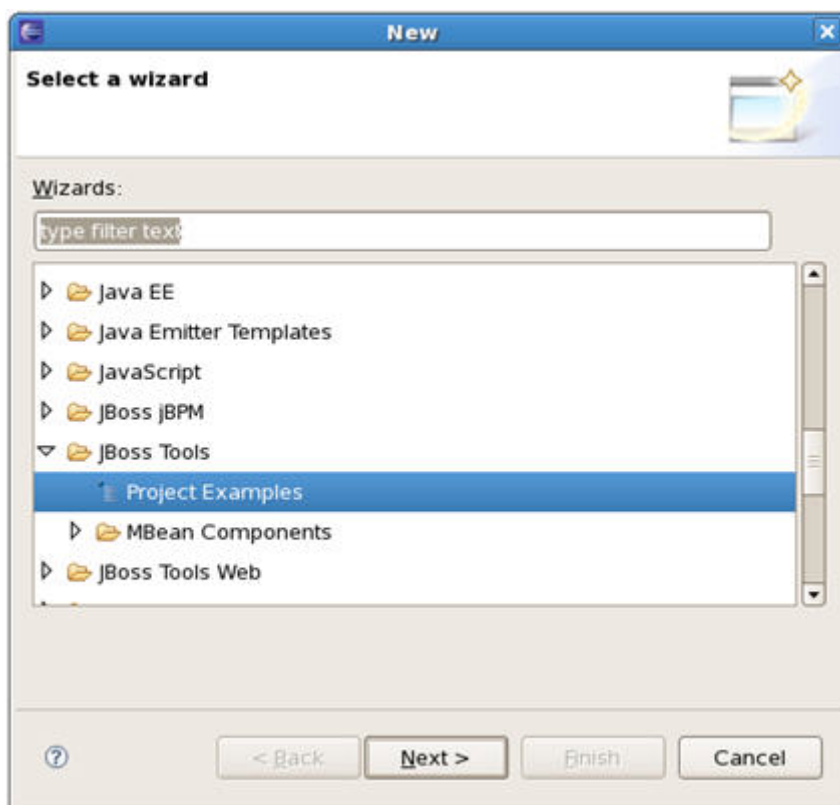 New
Select a wizard
Wizards:
type filter text
Java EE
Java Emitter Templates
JavaScript
JBoss jBPM
JBoss Tools
Project Examples
MBean Components
JBoss Tools Web
< Back Next > Finish Cancel